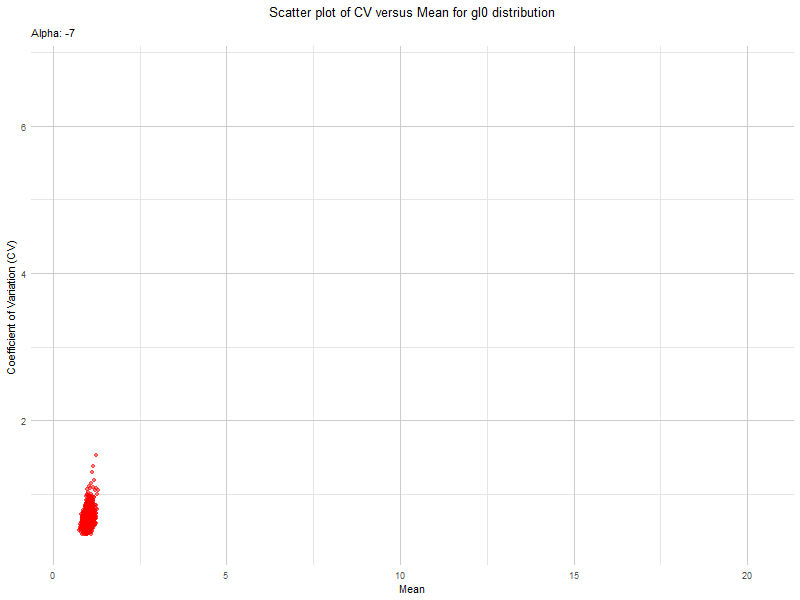 Scatter plot of CV versus Mean for gI0 distribution
Alpha: -7
6
4
2
Coefficient of Variation (CV)
0
5
10
15
20
Mean